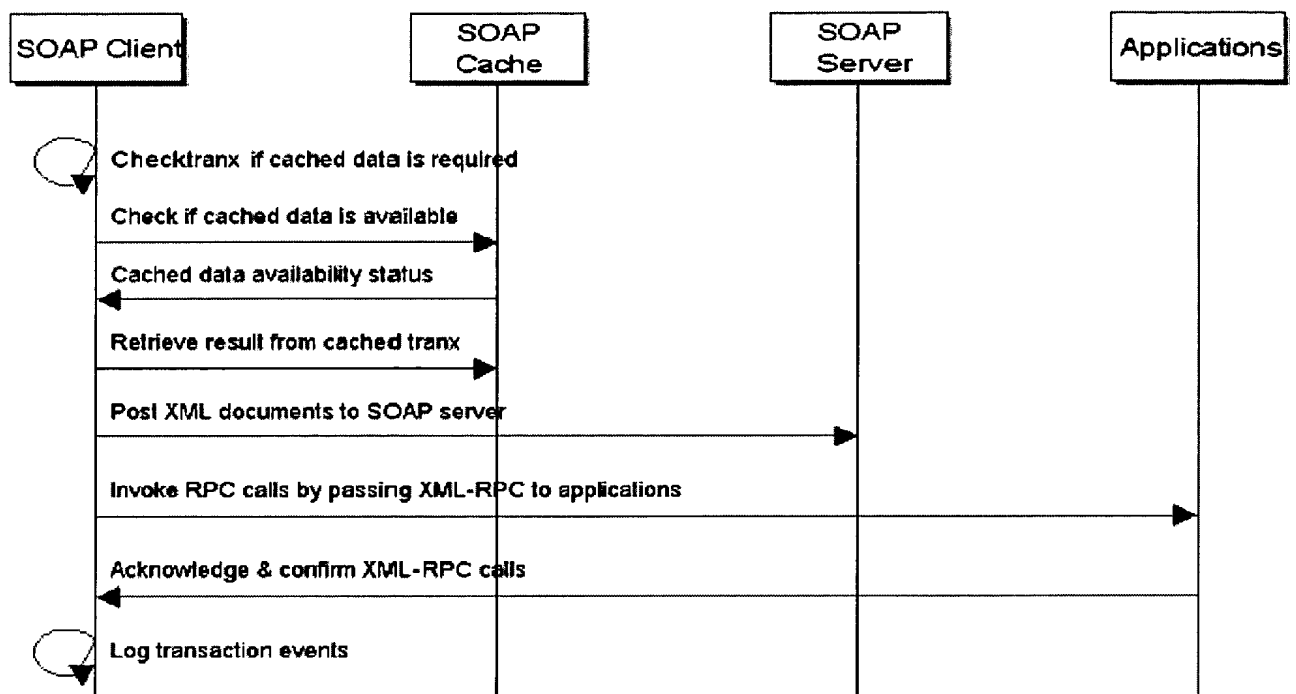 SOAP Client
SOAP
Cache
SOAP
Server
Applications
Checktranx if cached data is required
Check if cached data is available
Cached data availability status
Retrieve result from cached tranx
Post XML documents to SOAP server
Invoke RPC calls by passing XML-RPC to applications
Acknowledge & confirm XML-RPC calls
Log transaction events